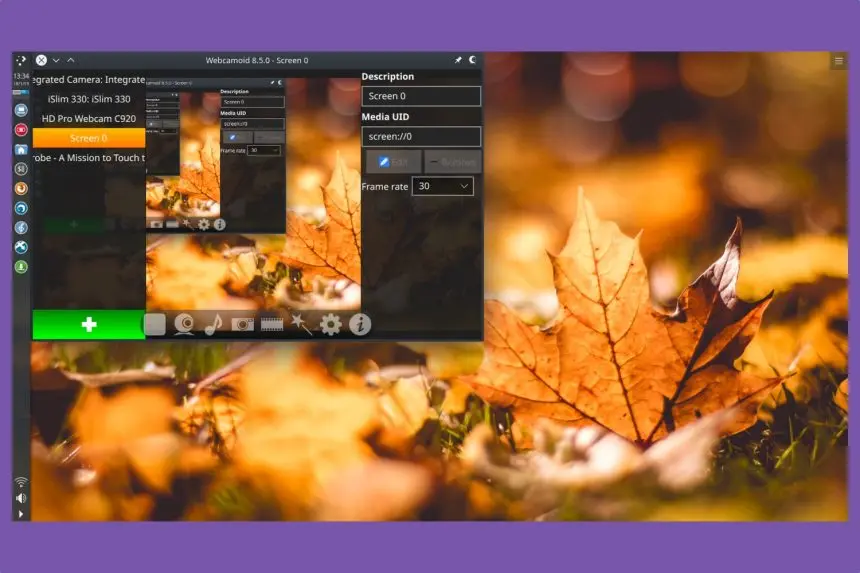 Webcamoid 8.5.0 - Screen 0
13:34
egrated Camera: Integrate
iSlim 330: iSlim 330
HD Pro Webcam C920
Screen 0
robe - A Mission to Touch t
Description
Screen 0
Media UID
screen://0
Edit
Remove
Frame rate
30
Description
Screen 0
Media UID
screen://0
Frame rate
30